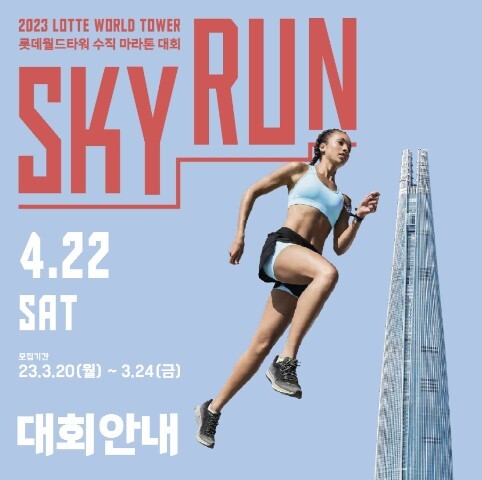 2023 LOTTE WORLD TOWER
롯데월드타워 수직 마라톤 대회
SKY RUN
4.22
SAT
모집기간
23.3.20(월) ~ 3.24(금)
대회안내